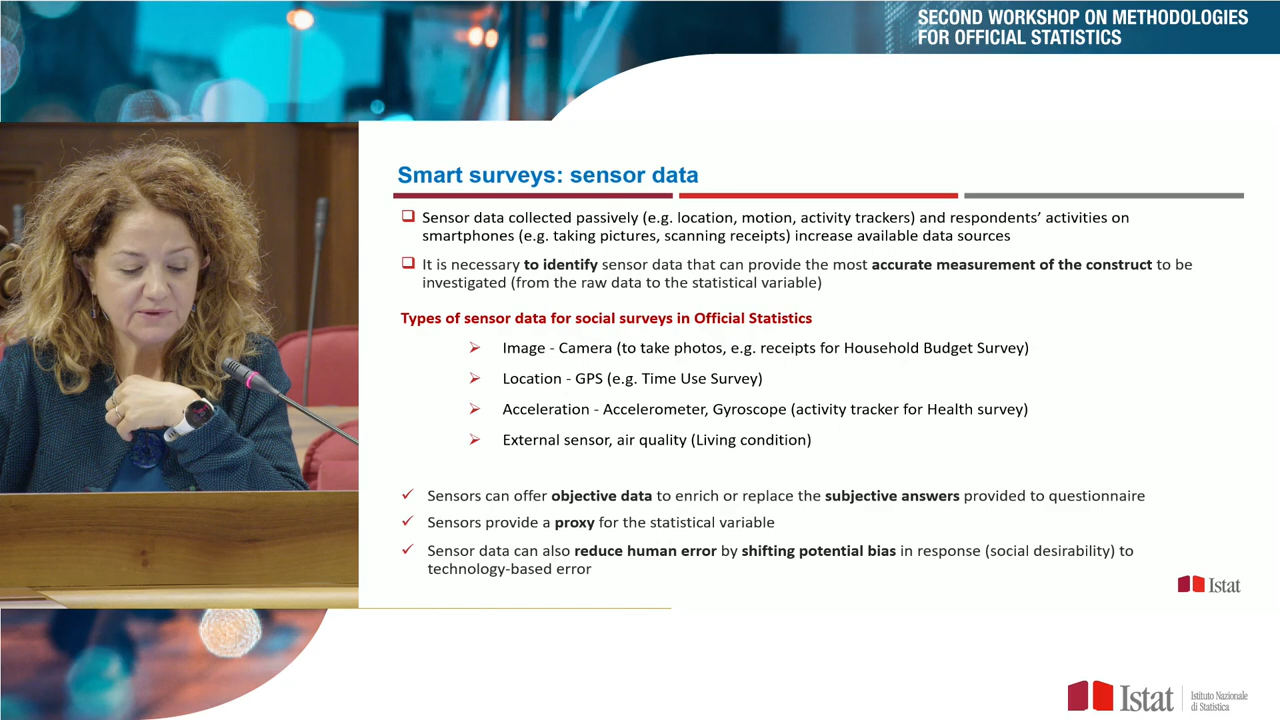 SECOND WORKSHOP ON METHODOLOGIES
FOR OFFICIAL STATISTICS
Smart surveys: sensor data
Sensor data collected passively (e.g. location, motion, activity trackers) and respondents’ activities on
smartphones (e.g. taking pictures, scanning receipts) increase available data sources
It is necessary to identify sensor data that can provide the most accurate measurement of the construct to be
investigated (from the raw data to the statistical variable)
Types of sensor data for social surveys in Official Statistics
Image - Camera (to take photos, e.g. receipts for Household Budget Survey)
Location - GPS (e.g. Time Use Survey)
Acceleration - Accelerometer, Gyroscope (activity tracker for Health survey)
External sensor, air quality (Living condition)
Sensors can offer objective data to enrich or replace the subjective answers provided to questionnaire
Sensors provide a proxy for the statistical variable
Sensor data can also reduce human error by shifting potential bias in response (social desirability) to
technology-based error
Istat
Istat
Istituto Nazionale
di Statistica